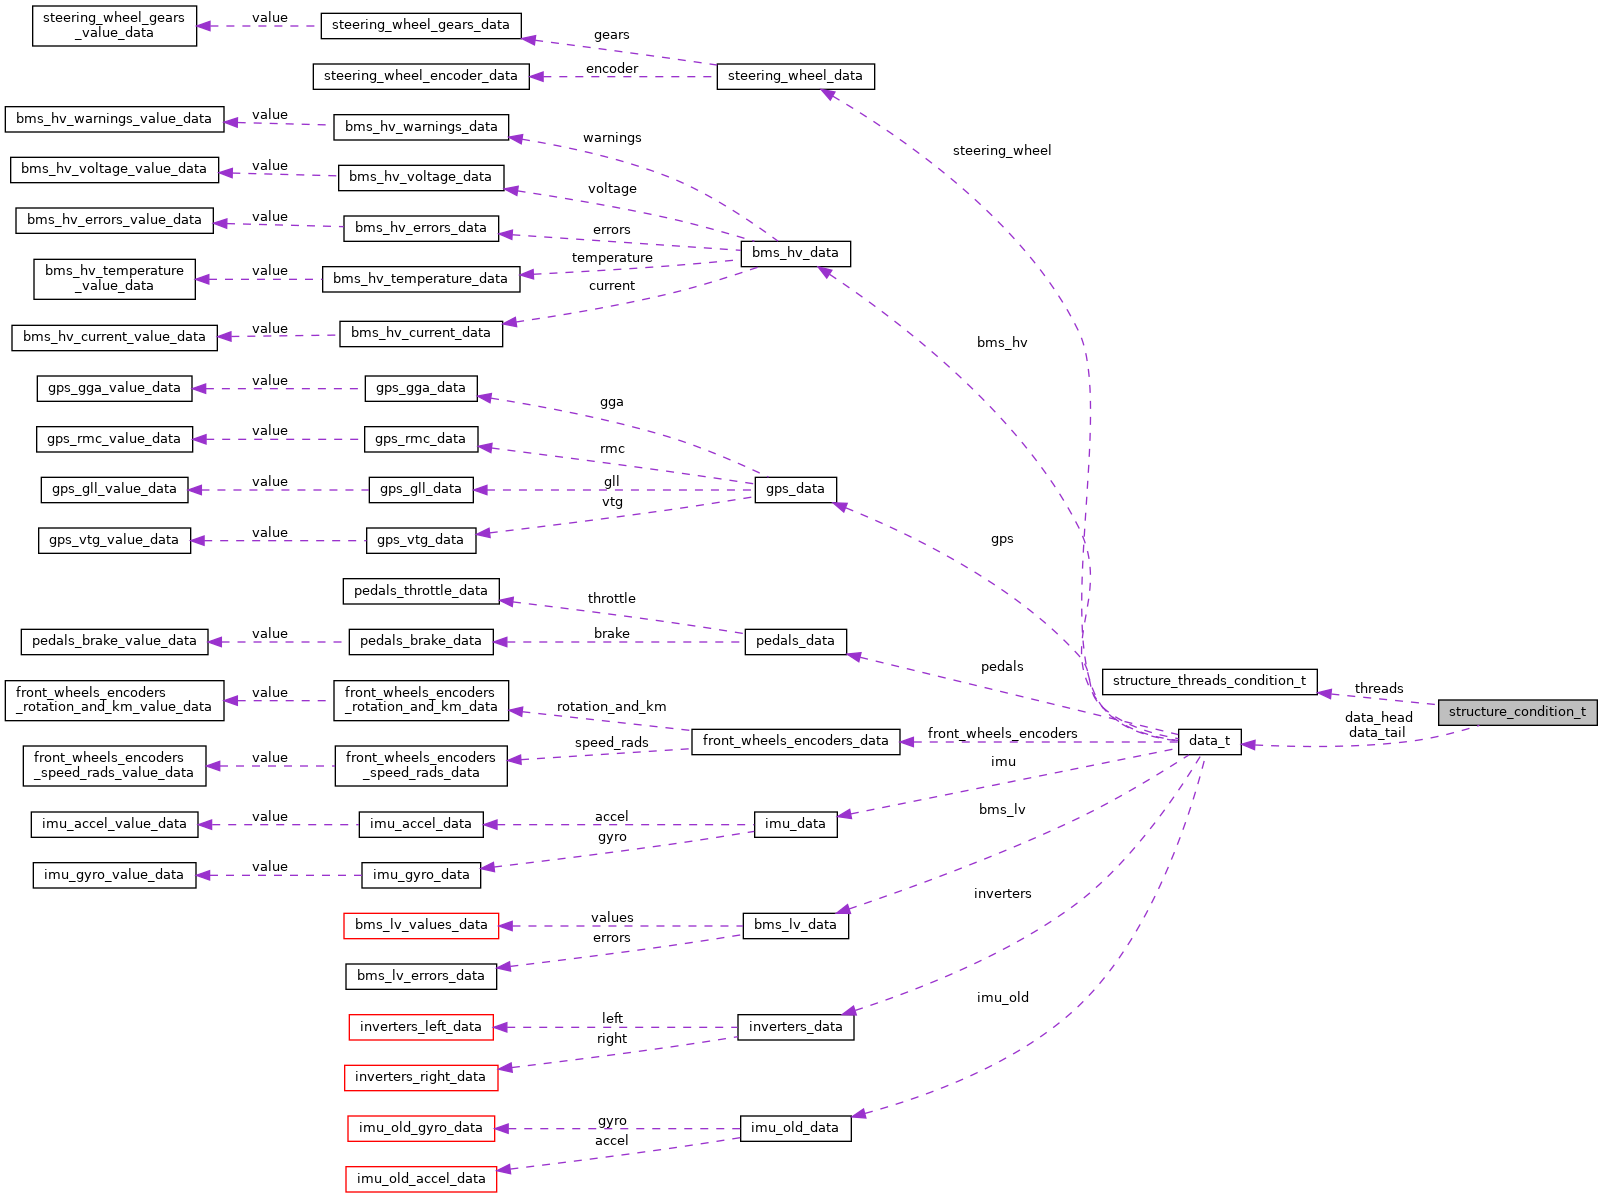 steering_wheel_gears
_value_data
value
steering_wheel_gears_data
gears
steering_wheel_encoder_data
encoder
steering_wheel_data
bms_hv_warnings_value_data
value
bms_hv_warnings_data
warnings
steering_wheel
bms_hv_voltage_value_data
value
bms_hv_voltage_data
voltage
bms_hv_errors_value_data
value
bms_hv_errors_data
errors
bms_hv_data
bms_hv_temperature
_value_data
value
bms_hv_temperature_data
temperature
bms_hv_current_value_data
value
bms_hv_current_data
current
bms_hv
gps_gga_value_data
value
gps_gga_data
gga
gps_rmc_value_data
value
gps_rmc_data
rmc
gps_gll_value_data
value
gps_gll_data
gll
gps_data
gps_vtg_value_data
value
gps_vtg_data
vtg
gps
pedals_throttle_data
throttle
pedals_brake_value_data
value
pedals_brake_data
brake
pedals_data
pedals
structure_threads_condition_t
threads
structure_condition_t
front_wheels_encoders
_rotation_and_km_value_data
value
front_wheels_encoders
_rotation_and_km_data
rotation_and_km
front_wheels_encoders_data
front_wheels_encoders
data_t
data_head
data_tail
front_wheels_encoders
_speed_rads_value_data
value
front_wheels_encoders
_speed_rads_data
speed_rads
imu
imu_accel_value_data
value
imu_accel_data
accel
imu_data
bms_lv
imu_gyro_value_data
value
imu_gyro_data
gyro
inverters
bms_lv_values_data
values
bms_lv_data
bms_lv_errors_data
errors
imu_old
inverters_left_data
left
inverters_data
inverters_right_data
right
imu_old_gyro_data
gyro
imu_old_data
imu_old_accel_data
accel